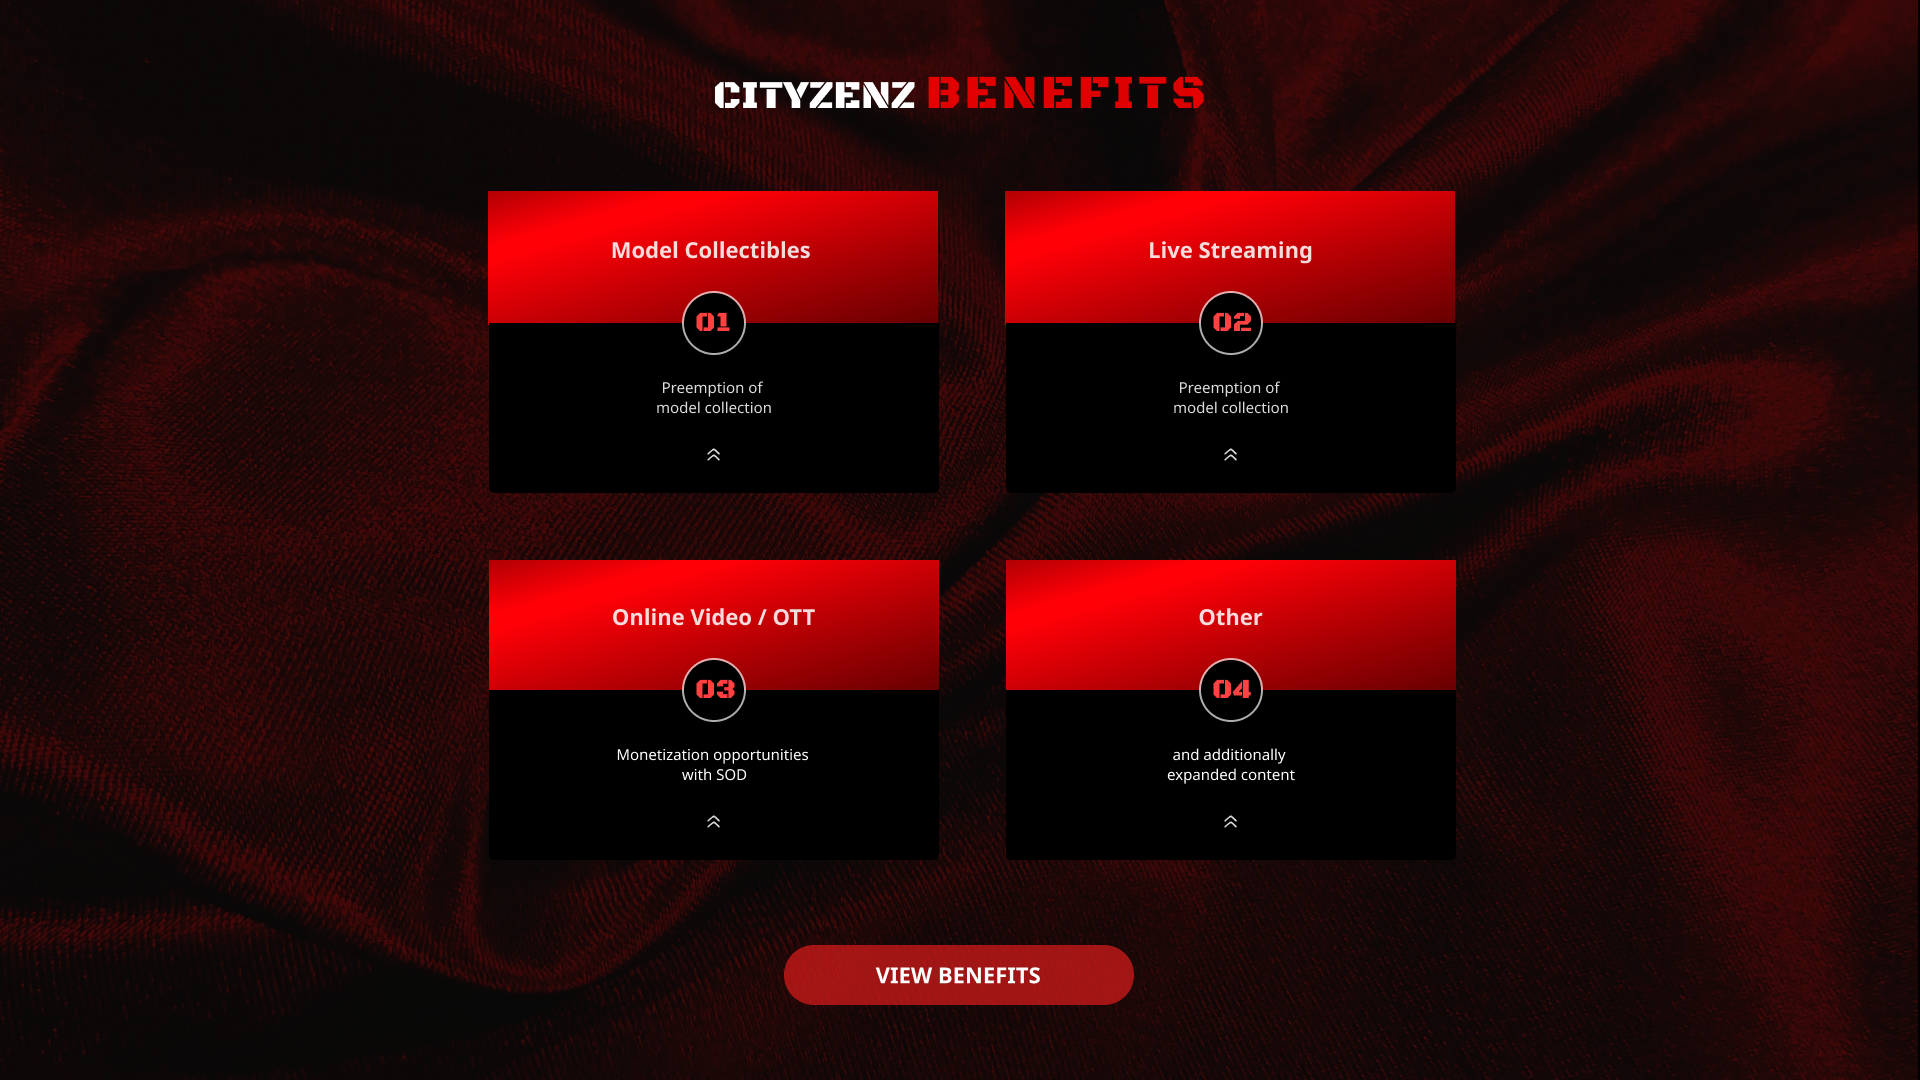 CITYZENZ BENEFITS
Model Collectibles
01
Preemption of
model collection
Live Streaming
02
Preemption of
model collection
Online Video / OTT
03
Monetization opportunities
with SOD
Other
04
and additionally
expanded content
VIEW BENEFITS